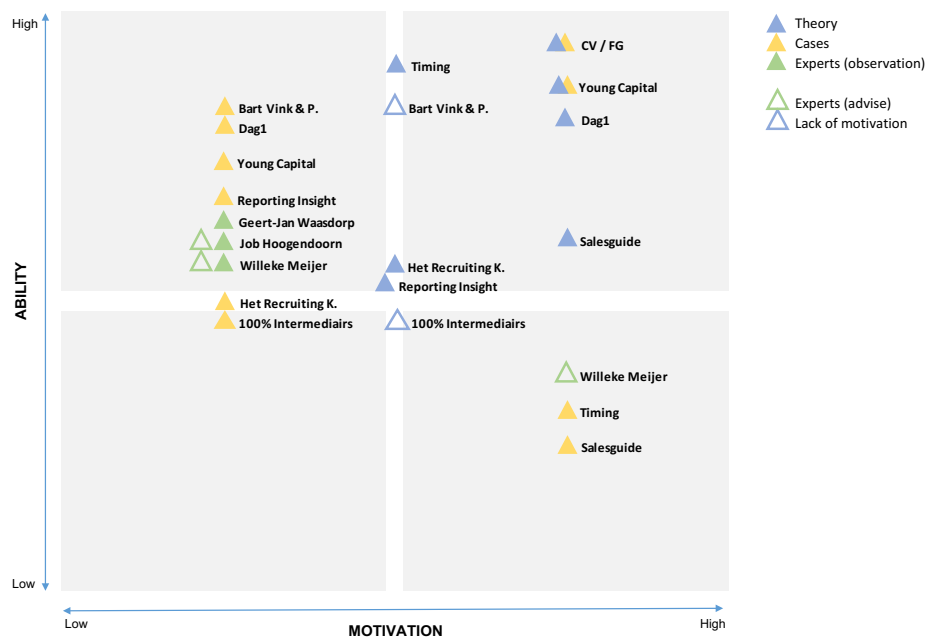 High
Theory
Cases
Experts (observation)
Experts (advise)
Lack of motivation
CV / FG
Timing
Young Capital
Bart Vink & P.
Bart Vink & P.
Dag1
Dag1
Young Capital
Reporting Insight
Geert-Jan Waasdorp
Job Hoogendoorn
Salesguide
Willeke Meijer
Het Recruiting K.
Reporting Insight
Het Recruiting K.
100% Intermediairs
100% Intermediairs
Willeke Meijer
Timing
Salesguide
ABILITY
Low
Low
High
MOTIVATION